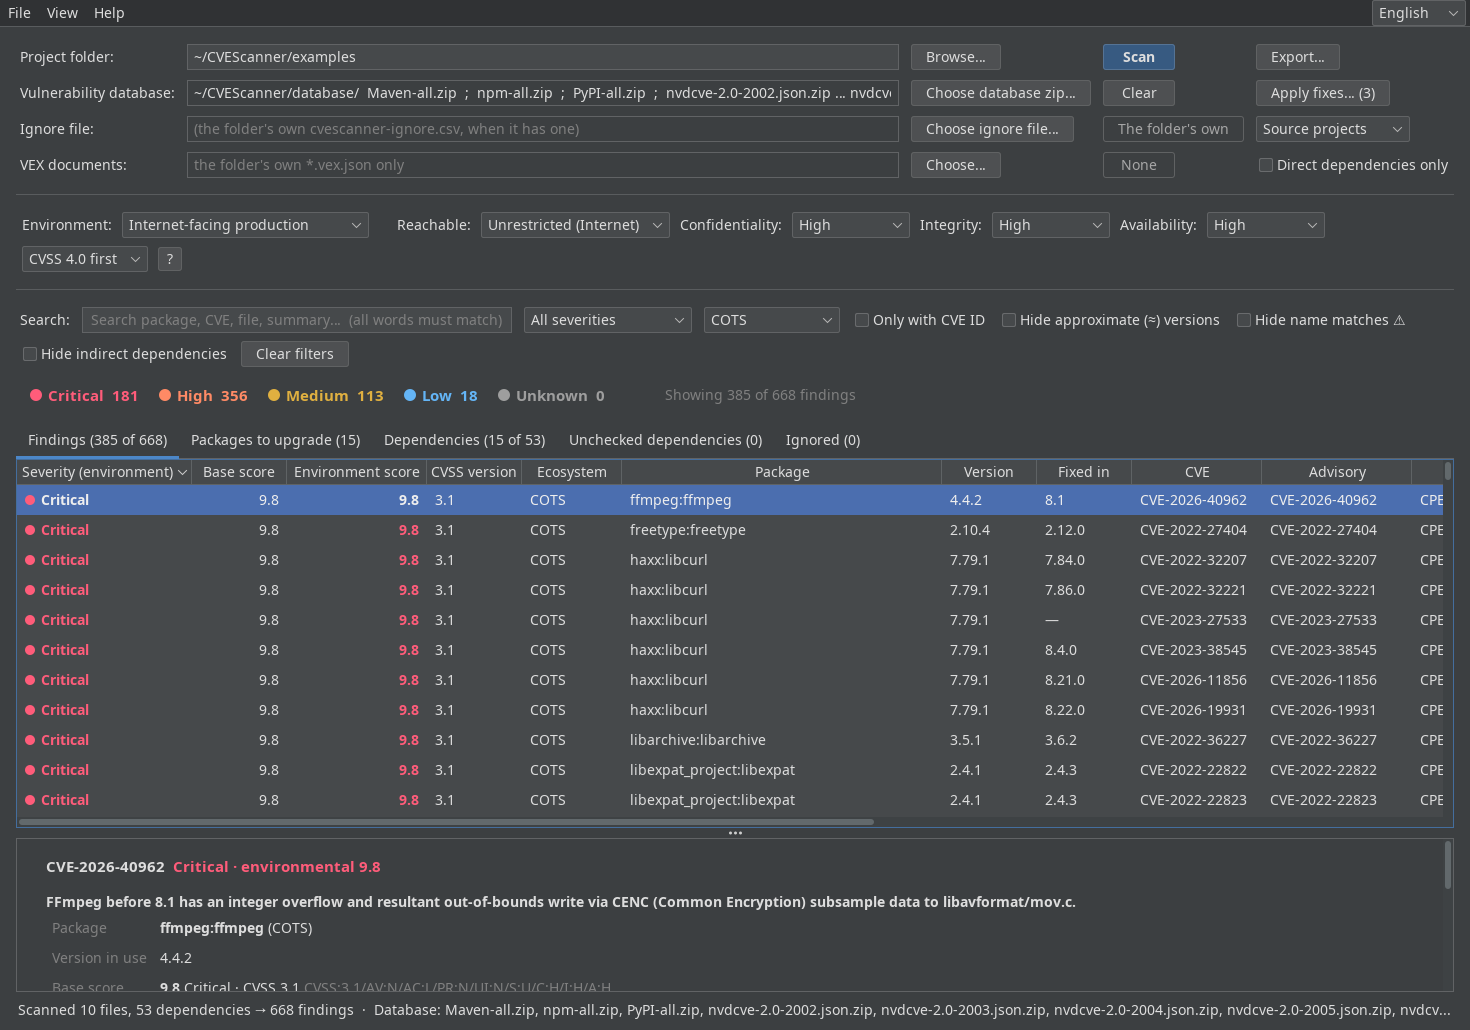 File View Help English
Project folder: ~/CVEScanner/examples Browse... Scan Export...
Vulnerability database: ~/CVEScanner/database/ Maven-all.zip ; npm-all.zip ; PyPI-all.zip ; nvdcve-2.0-2002.json.zip ... nvdcv Choose database zip... Clear Apply fixes... (3)
Ignore file: (the folder's own cvescanner-ignore.csv, when it has one) Choose ignore file... The folder's own Source projects
VEX documents: the folder's own *.vex.json only Choose... None Direct dependencies only
Environment: Internet-facing production Reachable: Unrestricted (Internet) Confidentiality: High Integrity: High Availability: High
CVSS 4.0 first ?
Search: Search package, CVE, file, summary... (all words must match) All severities COTS Only with CVE ID Hide approximate (≈) versions Hide name matches ⚠
Hide indirect dependencies Clear filters
Critical 181 High 356 Medium 113 Low 18 Unknown 0 Showing 385 of 668 findings
Findings (385 of 668) Packages to upgrade (15) Dependencies (15 of 53) Unchecked dependencies (0) Ignored (0)
Severity (environment) Base score Environment score CVSS version Ecosystem Package Version Fixed in CVE Advisory
Critical 9.8 9.8 3.1 COTS ffmpeg:ffmpeg 4.4.2 8.1 CVE-2026-40962 CVE-2026-40962 CPE
Critical 9.8 9.8 3.1 COTS freetype:freetype 2.10.4 2.12.0 CVE-2022-27404 CVE-2022-27404 CPE
Critical 9.8 9.8 3.1 COTS haxx:libcurl 7.79.1 7.84.0 CVE-2022-32207 CVE-2022-32207 CPE
Critical 9.8 9.8 3.1 COTS haxx:libcurl 7.79.1 7.86.0 CVE-2022-32221 CVE-2022-32221 CPE
Critical 9.8 9.8 3.1 COTS haxx:libcurl 7.79.1 — CVE-2023-27533 CVE-2023-27533 CPE
Critical 9.8 9.8 3.1 COTS haxx:libcurl 7.79.1 8.4.0 CVE-2023-38545 CVE-2023-38545 CPE
Critical 9.8 9.8 3.1 COTS haxx:libcurl 7.79.1 8.21.0 CVE-2026-11856 CVE-2026-11856 CPE
Critical 9.8 9.8 3.1 COTS haxx:libcurl 7.79.1 8.22.0 CVE-2026-19931 CVE-2026-19931 CPE
Critical 9.8 9.8 3.1 COTS libarchive:libarchive 3.5.1 3.6.2 CVE-2022-36227 CVE-2022-36227 CPE
Critical 9.8 9.8 3.1 COTS libexpat_project:libexpat 2.4.1 2.4.3 CVE-2022-22822 CVE-2022-22822 CPE
Critical 9.8 9.8 3.1 COTS libexpat_project:libexpat 2.4.1 2.4.3 CVE-2022-22823 CVE-2022-22823 CPE
CVE-2026-40962 Critical · environmental 9.8
FFmpeg before 8.1 has an integer overflow and resultant out-of-bounds write via CENC (Common Encryption) subsample data to libavformat/mov.c.
Package ffmpeg:ffmpeg (COTS)
Version in use 4.4.2
Base score 9.8 Critical · CVSS 3.1 CVSS:3.1/AV:N/AC:L/PR:N/UI:N/S:U/C:H/I:H/A:H
Scanned 10 files, 53 dependencies → 668 findings · Database: Maven-all.zip, npm-all.zip, PyPI-all.zip, nvdcve-2.0-2002.json.zip, nvdcve-2.0-2003.json.zip, nvdcve-2.0-2004.json.zip, nvdcve-2.0-2005.json.zip, nvdcv...